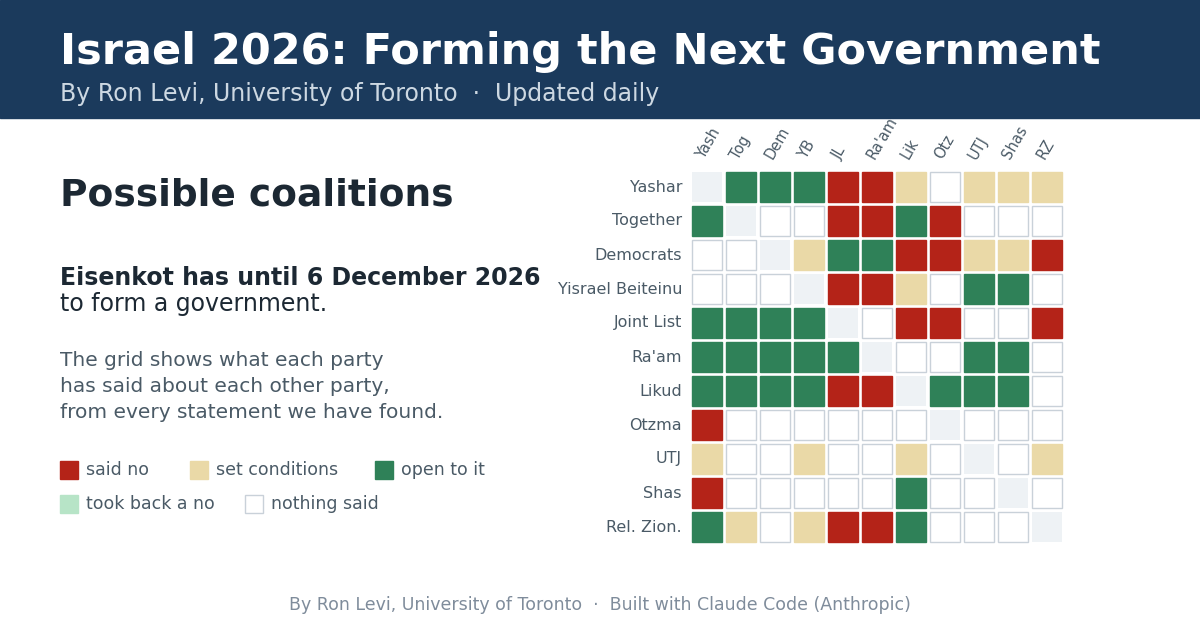 Israel 2026: Forming the Next Government
By Ron Levi, University of Toronto · Updated daily
Possible coalitions
Eisenkot has until 6 December 2026
to form a government.
The grid shows what each party
has said about each other party,
from every statement we have found.
said no
set conditions
open to it
took back a no
nothing said
Yash
Tog
Dem
YB
JL
Ra'am
Lik
Otz
UTJ
Shas
RZ
Yashar
Together
Democrats
Yisrael Beiteinu
Joint List
Ra'am
Likud
Otzma
UTJ
Shas
Rel. Zion.
By Ron Levi, University of Toronto · Built with Claude Code (Anthropic)